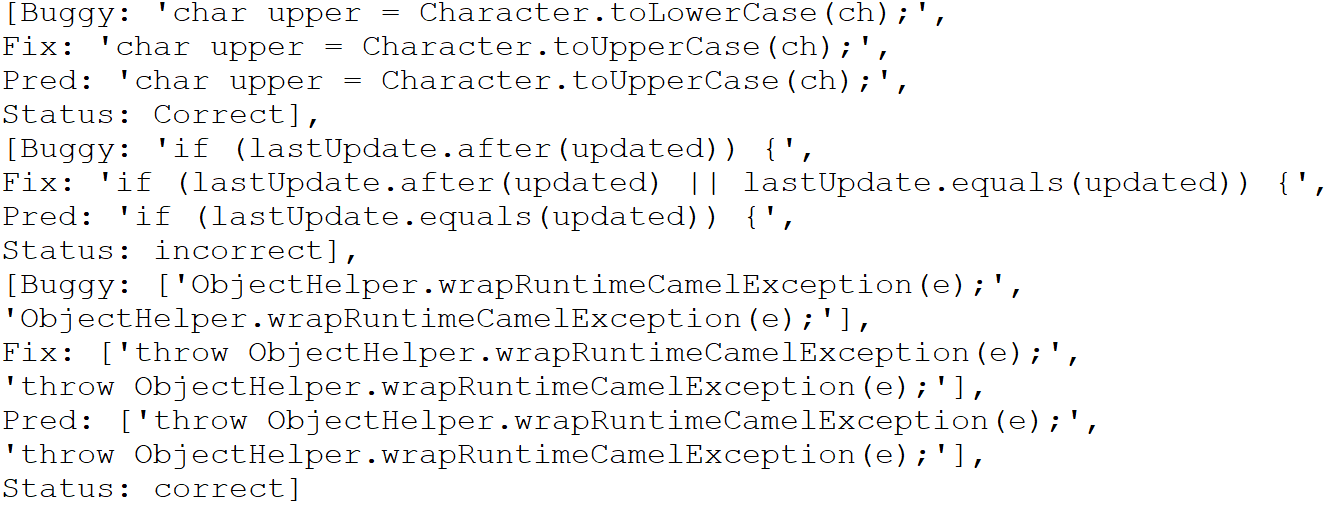 [Buggy: 'char upper = Character.toLowerCase(ch);',
Fix: 'char upper = Character.toUpperCase(ch);',
Pred: 'char upper = Character.toUpperCase(ch);',
Status: Correct],
[Buggy: 'if (lastUpdate.after(updated)) {',
Fix: 'if (lastUpdate.after(updated) || lastUpdate.equals(updated)) {',
Pred: 'if (lastUpdate.equals(updated)) {',
Status: incorrect],
[Buggy: ['ObjectHelper.wrapRuntimeCamelException(e);',
'ObjectHelper.wrapRuntimeCamelException(e);'],
Fix: ['throw ObjectHelper.wrapRuntimeCamelException(e);',
'throw ObjectHelper.wrapRuntimeCamelException(e);'],
Pred: ['throw ObjectHelper.wrapRuntimeCamelException(e);',
'throw ObjectHelper.wrapRuntimeCamelException(e);'],
Status: correct]